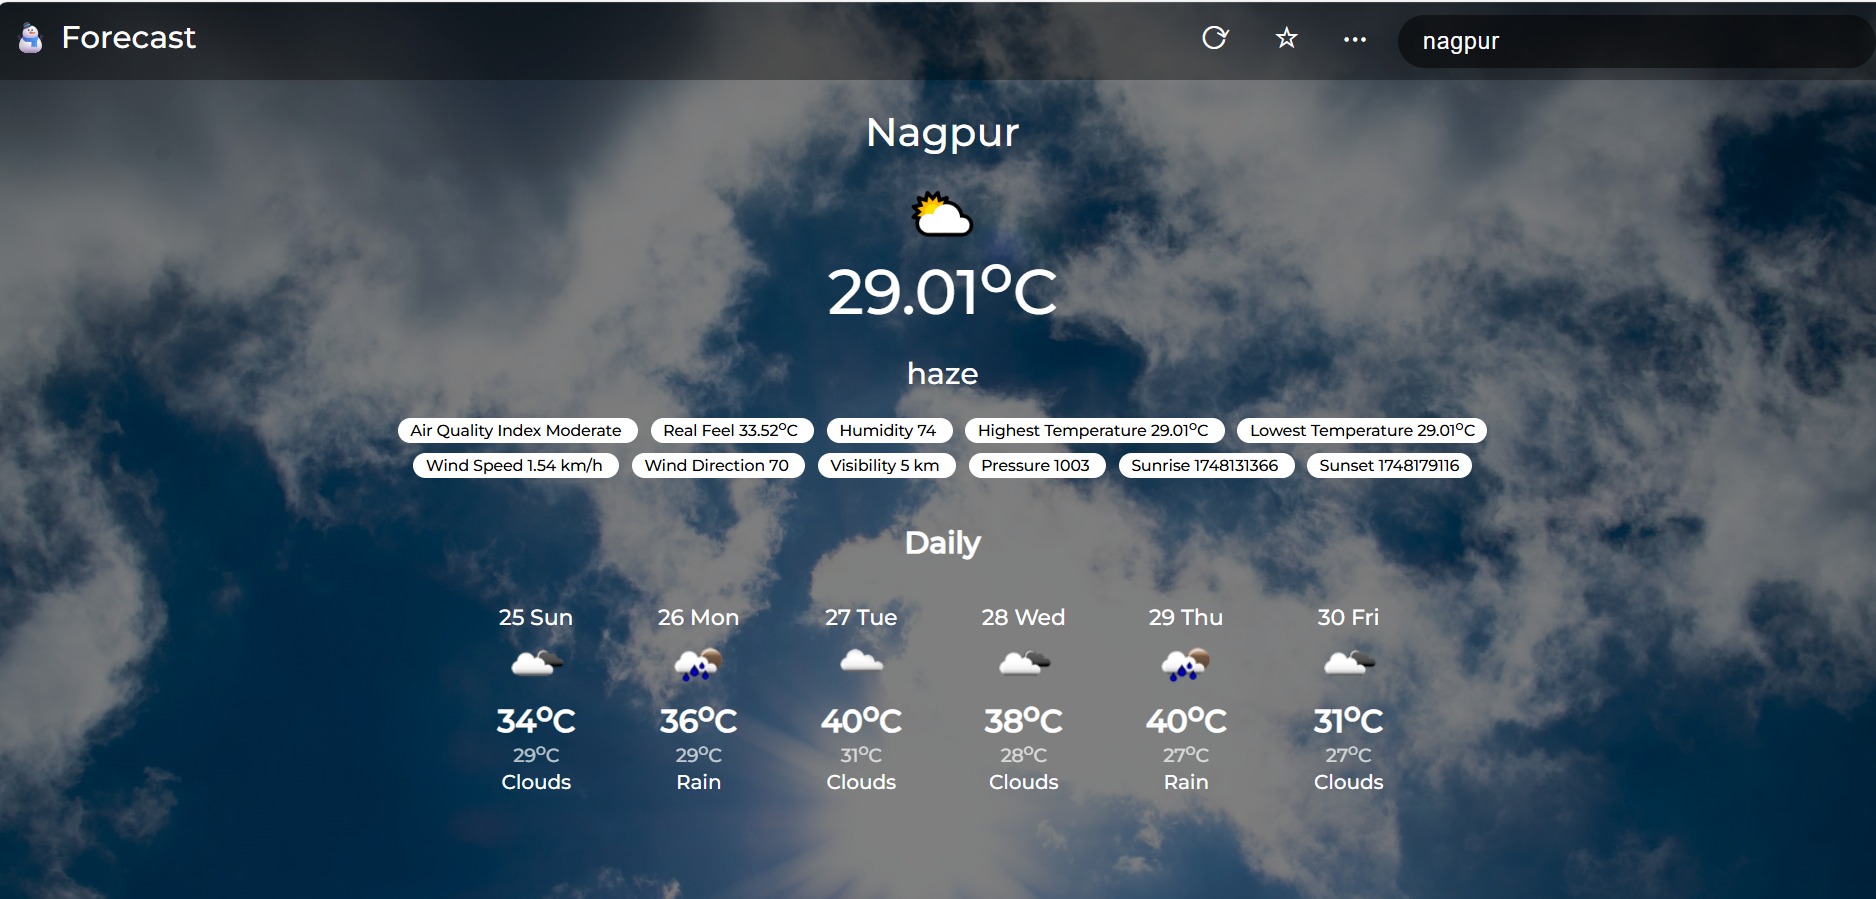 Forecast
nagpur
Nagpur
29.01°C
haze
Air Quality Index Moderate Real Feel 33.52°C Humidity 74 Highest Temperature 29.01°C Lowest Temperature 29.01°C
Wind Speed 1.54 km/h Wind Direction 70 Visibility 5 km Pressure 1003 Sunrise 1748131366 Sunset 1748179116
Daily
25 Sun 26 Mon 27 Tue 28 Wed 29 Thu 30 Fri
34°C 36°C 40°C 38°C 40°C 31°C
29°C 29°C 31°C 28°C 27°C 27°C
Clouds Rain Clouds Clouds Rain Clouds